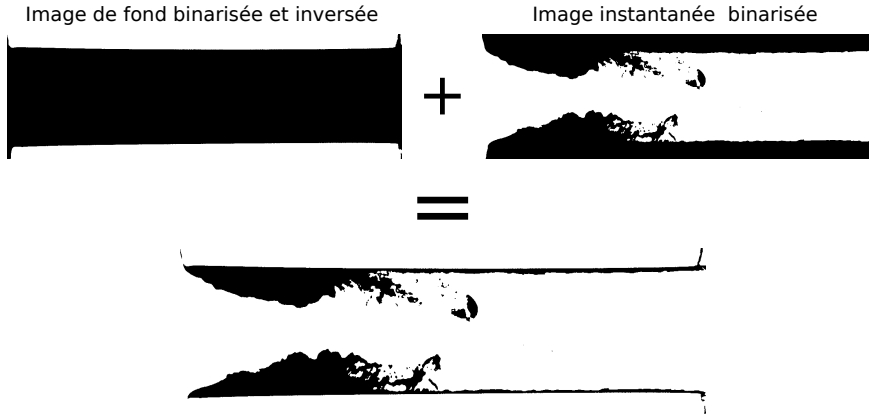 Image de fond binarisée et inversée
Image instantanée  binarisée
+
=